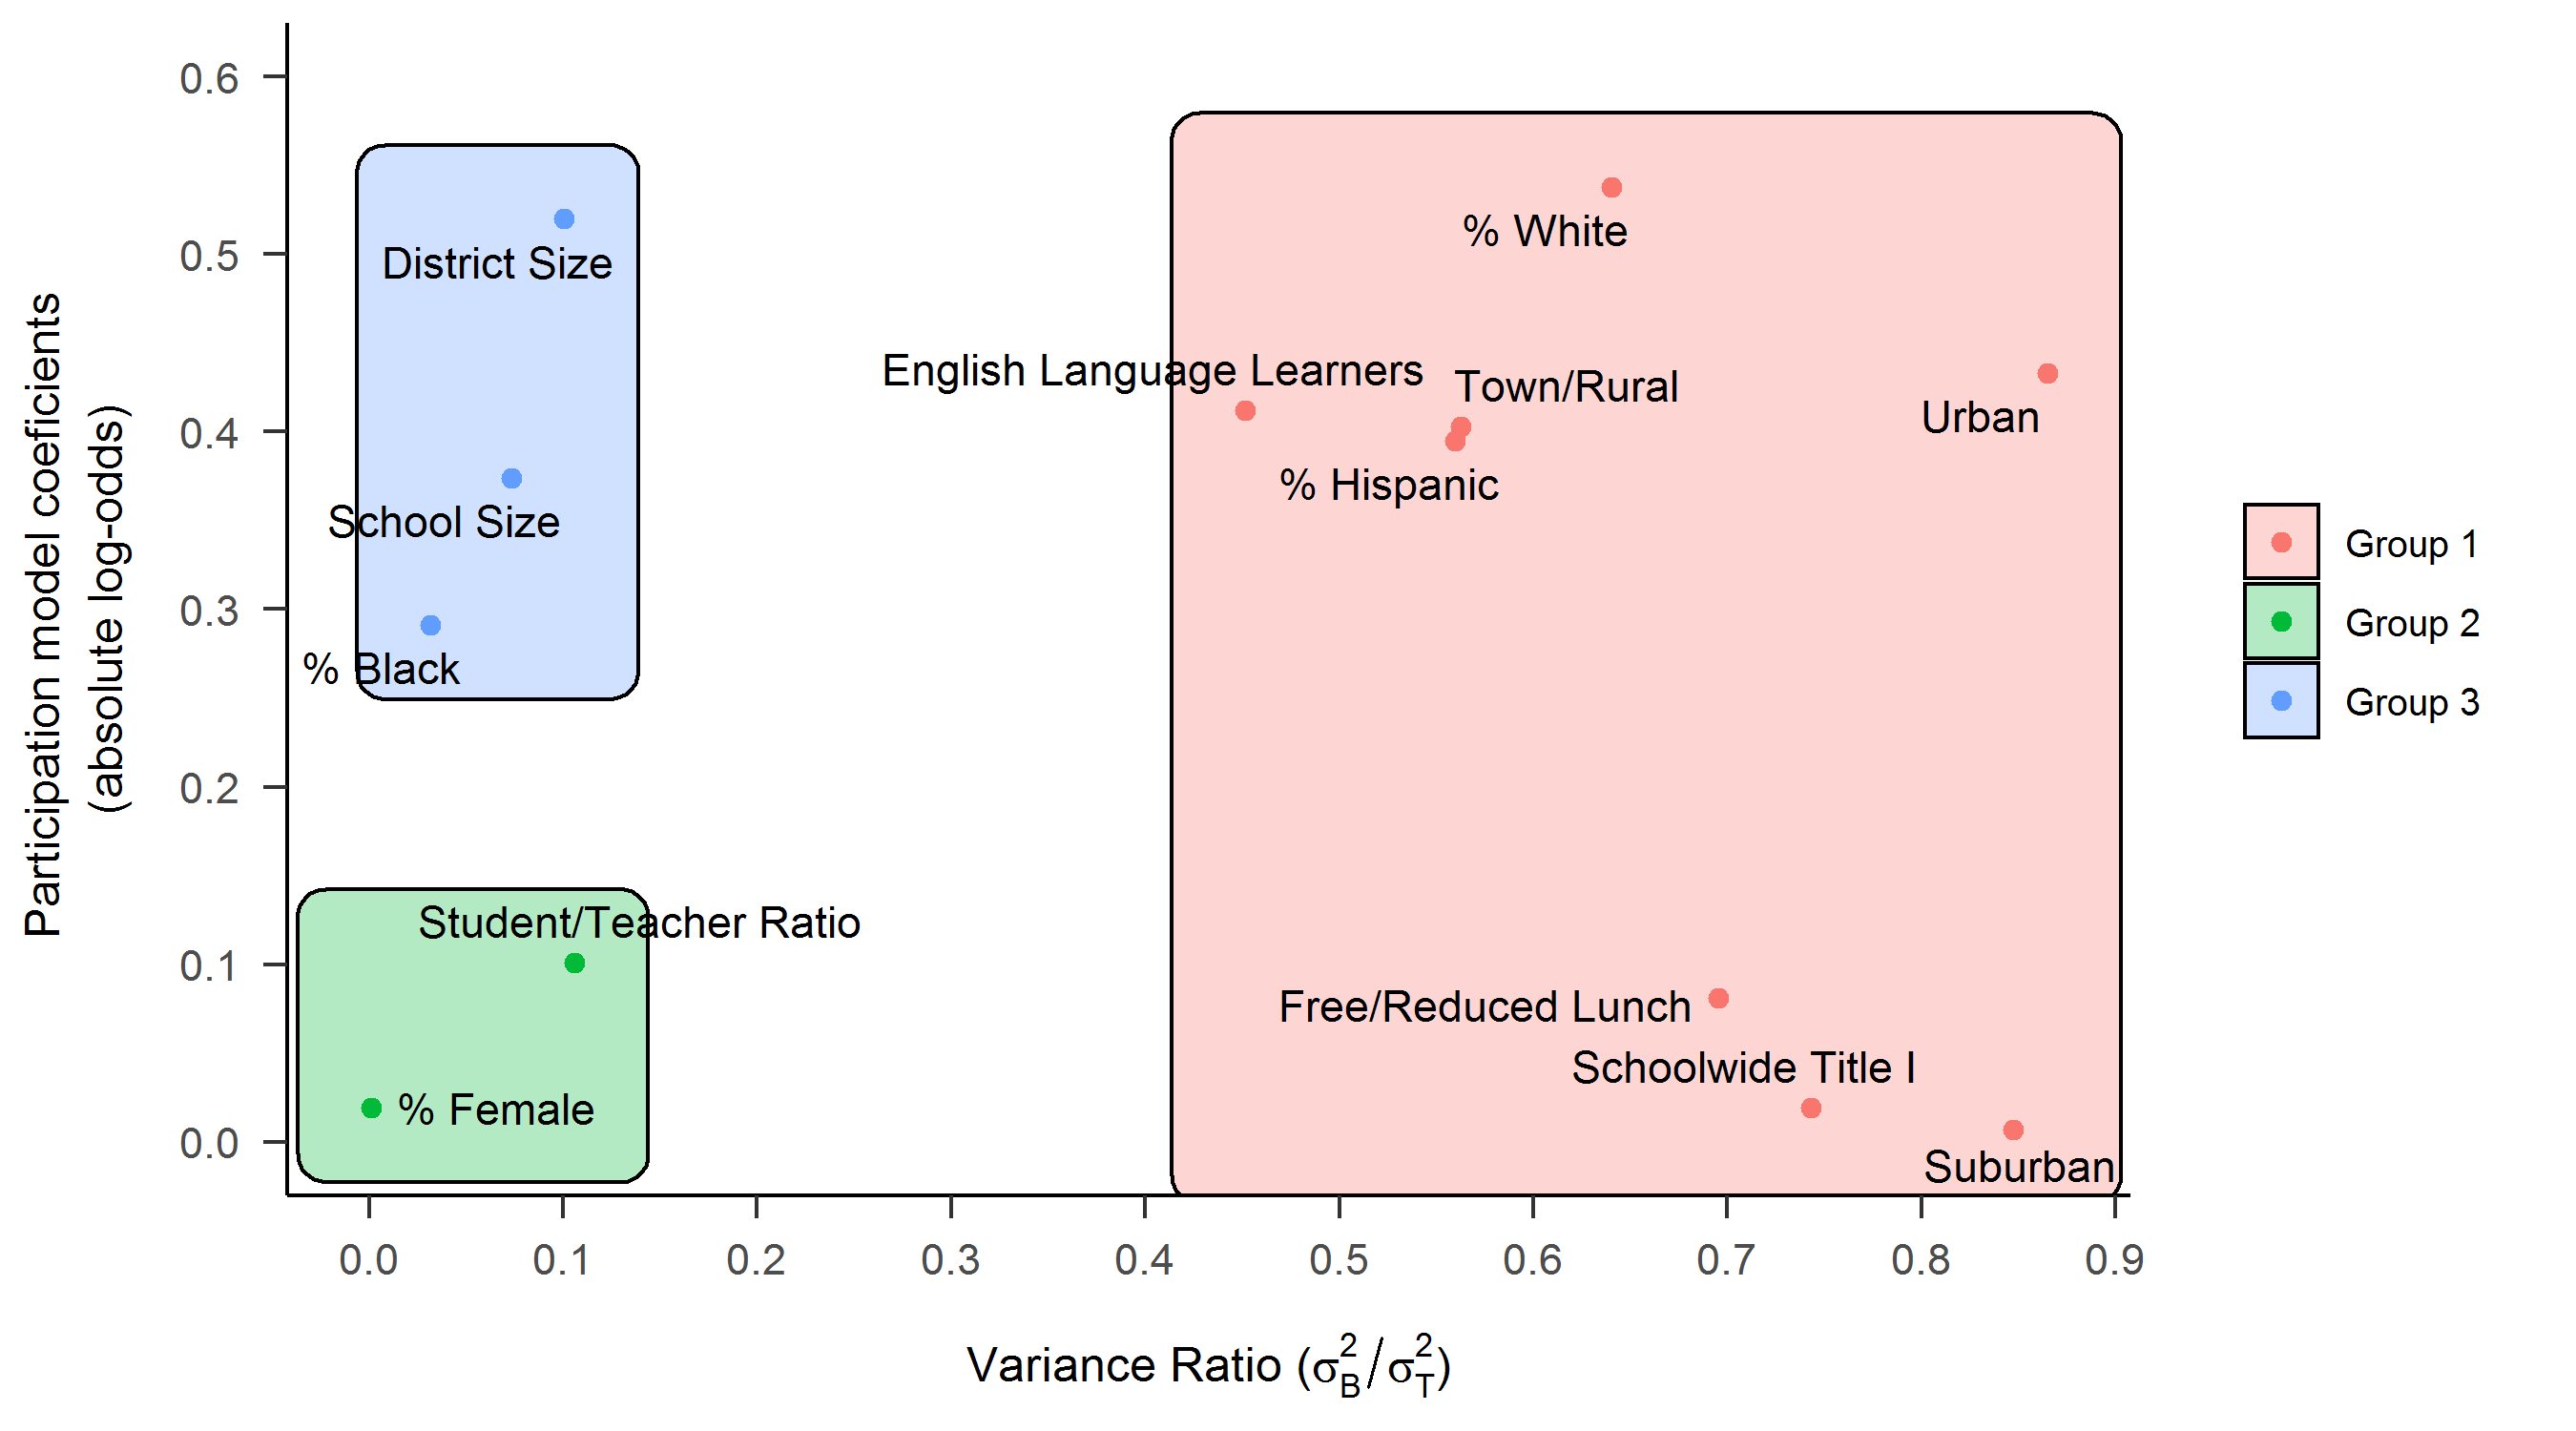 Participation model coeficients
(absolute log-odds)
0.6
0.5
0.4
0.3
0.2
0.1
0.0
District Size
School Size
% Black
Student/Teacher Ratio
% Female
% White
English Language Learners
Town/Rural
Urban
% Hispanic
Free/Reduced Lunch
Schoolwide Title I
Suburban
0.0 0.1 0.2 0.3 0.4 0.5 0.6 0.7 0.8 0.9
Variance Ratio (σ²B/σ²T)
Group 1
Group 2
Group 3